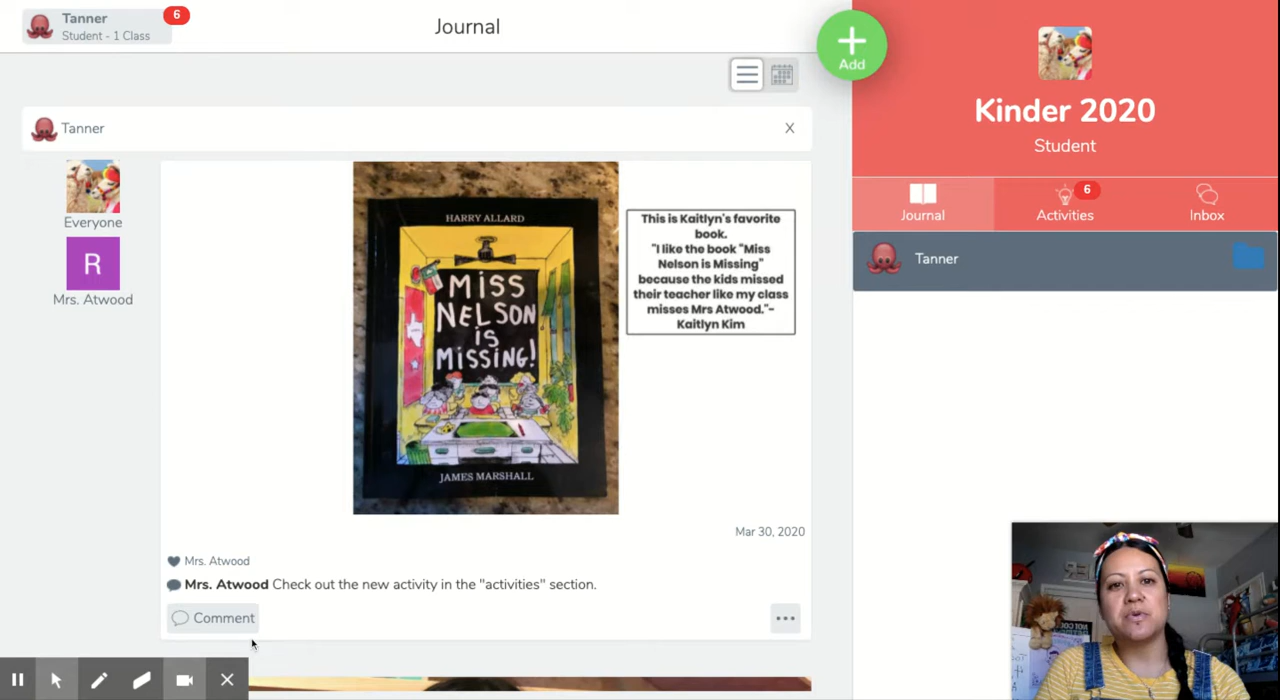 Tanner
6
Student - 1 Class
Journal
+
Add
Kinder 2020
Student
Journal
6
Activities
Inbox
Tanner
Tanner
X
Everyone
R
Mrs. Atwood
HARRY ALLARD
MISS
NELSON
is
MISSING!
JAMES MARSHALL
This is Kaitlyn's favorite
book.
"I like the book "Miss
Nelson is Missing"
because the kids missed
their teacher like my class
misses Mrs Atwood."-
Kaitlyn Kim
Mar 30, 2020
Mrs. Atwood
Mrs. Atwood Check out the new activity in the "activities" section.
Comment